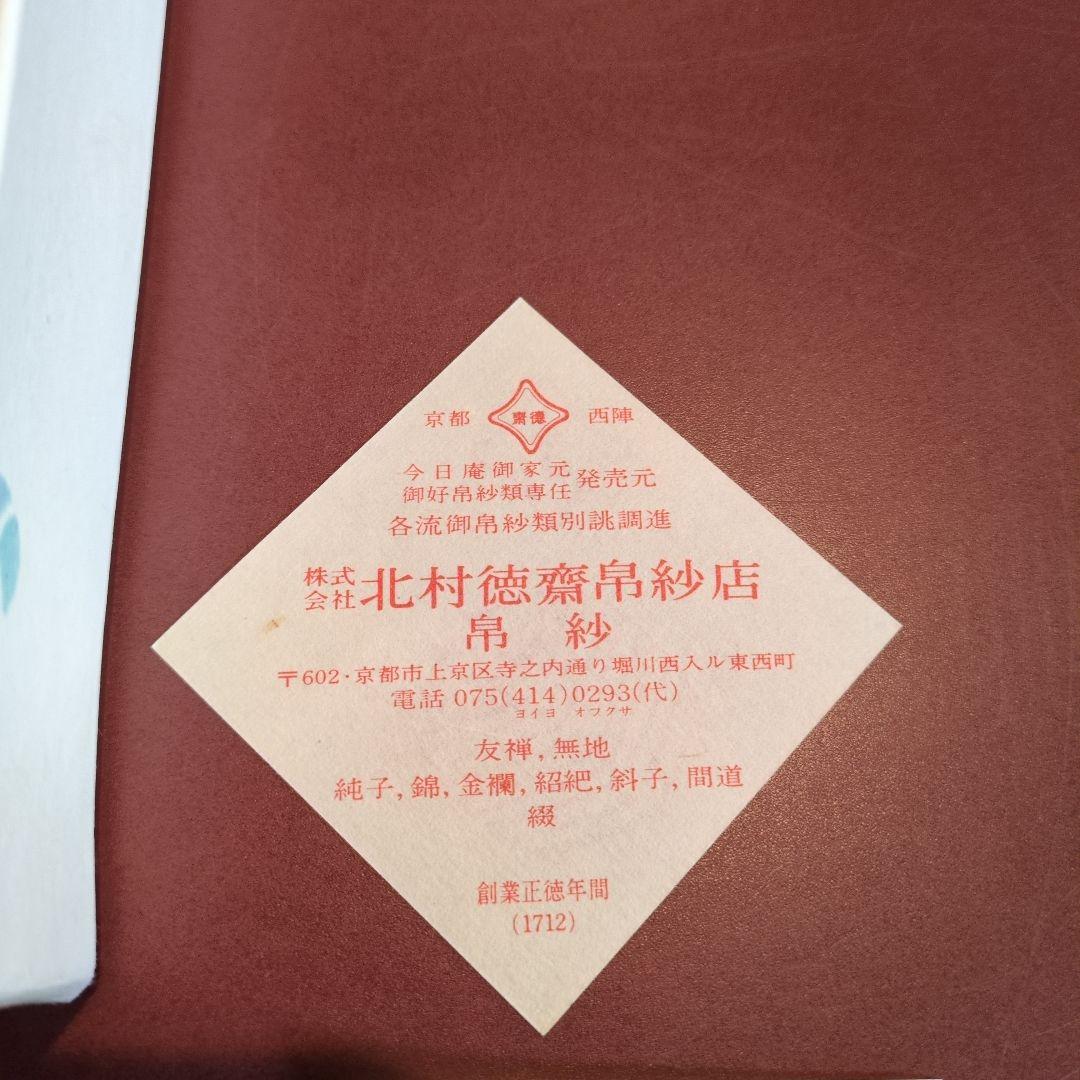 京都 齋徳 西陣
今日庵御家元
御好帛紗類専任 発売元
各流御帛紗類別誂調進
株式会社 北村徳齋帛紗店
帛 紗
〒602·京都市上京区寺之内通り堀川西入ル東西町
電話 075(414)0293(代)
ヨイヨ オフクサ
友禅, 無地
純子, 錦, 金襴, 紹紦, 斜子, 間道
綴
創業正徳年間
(1712)